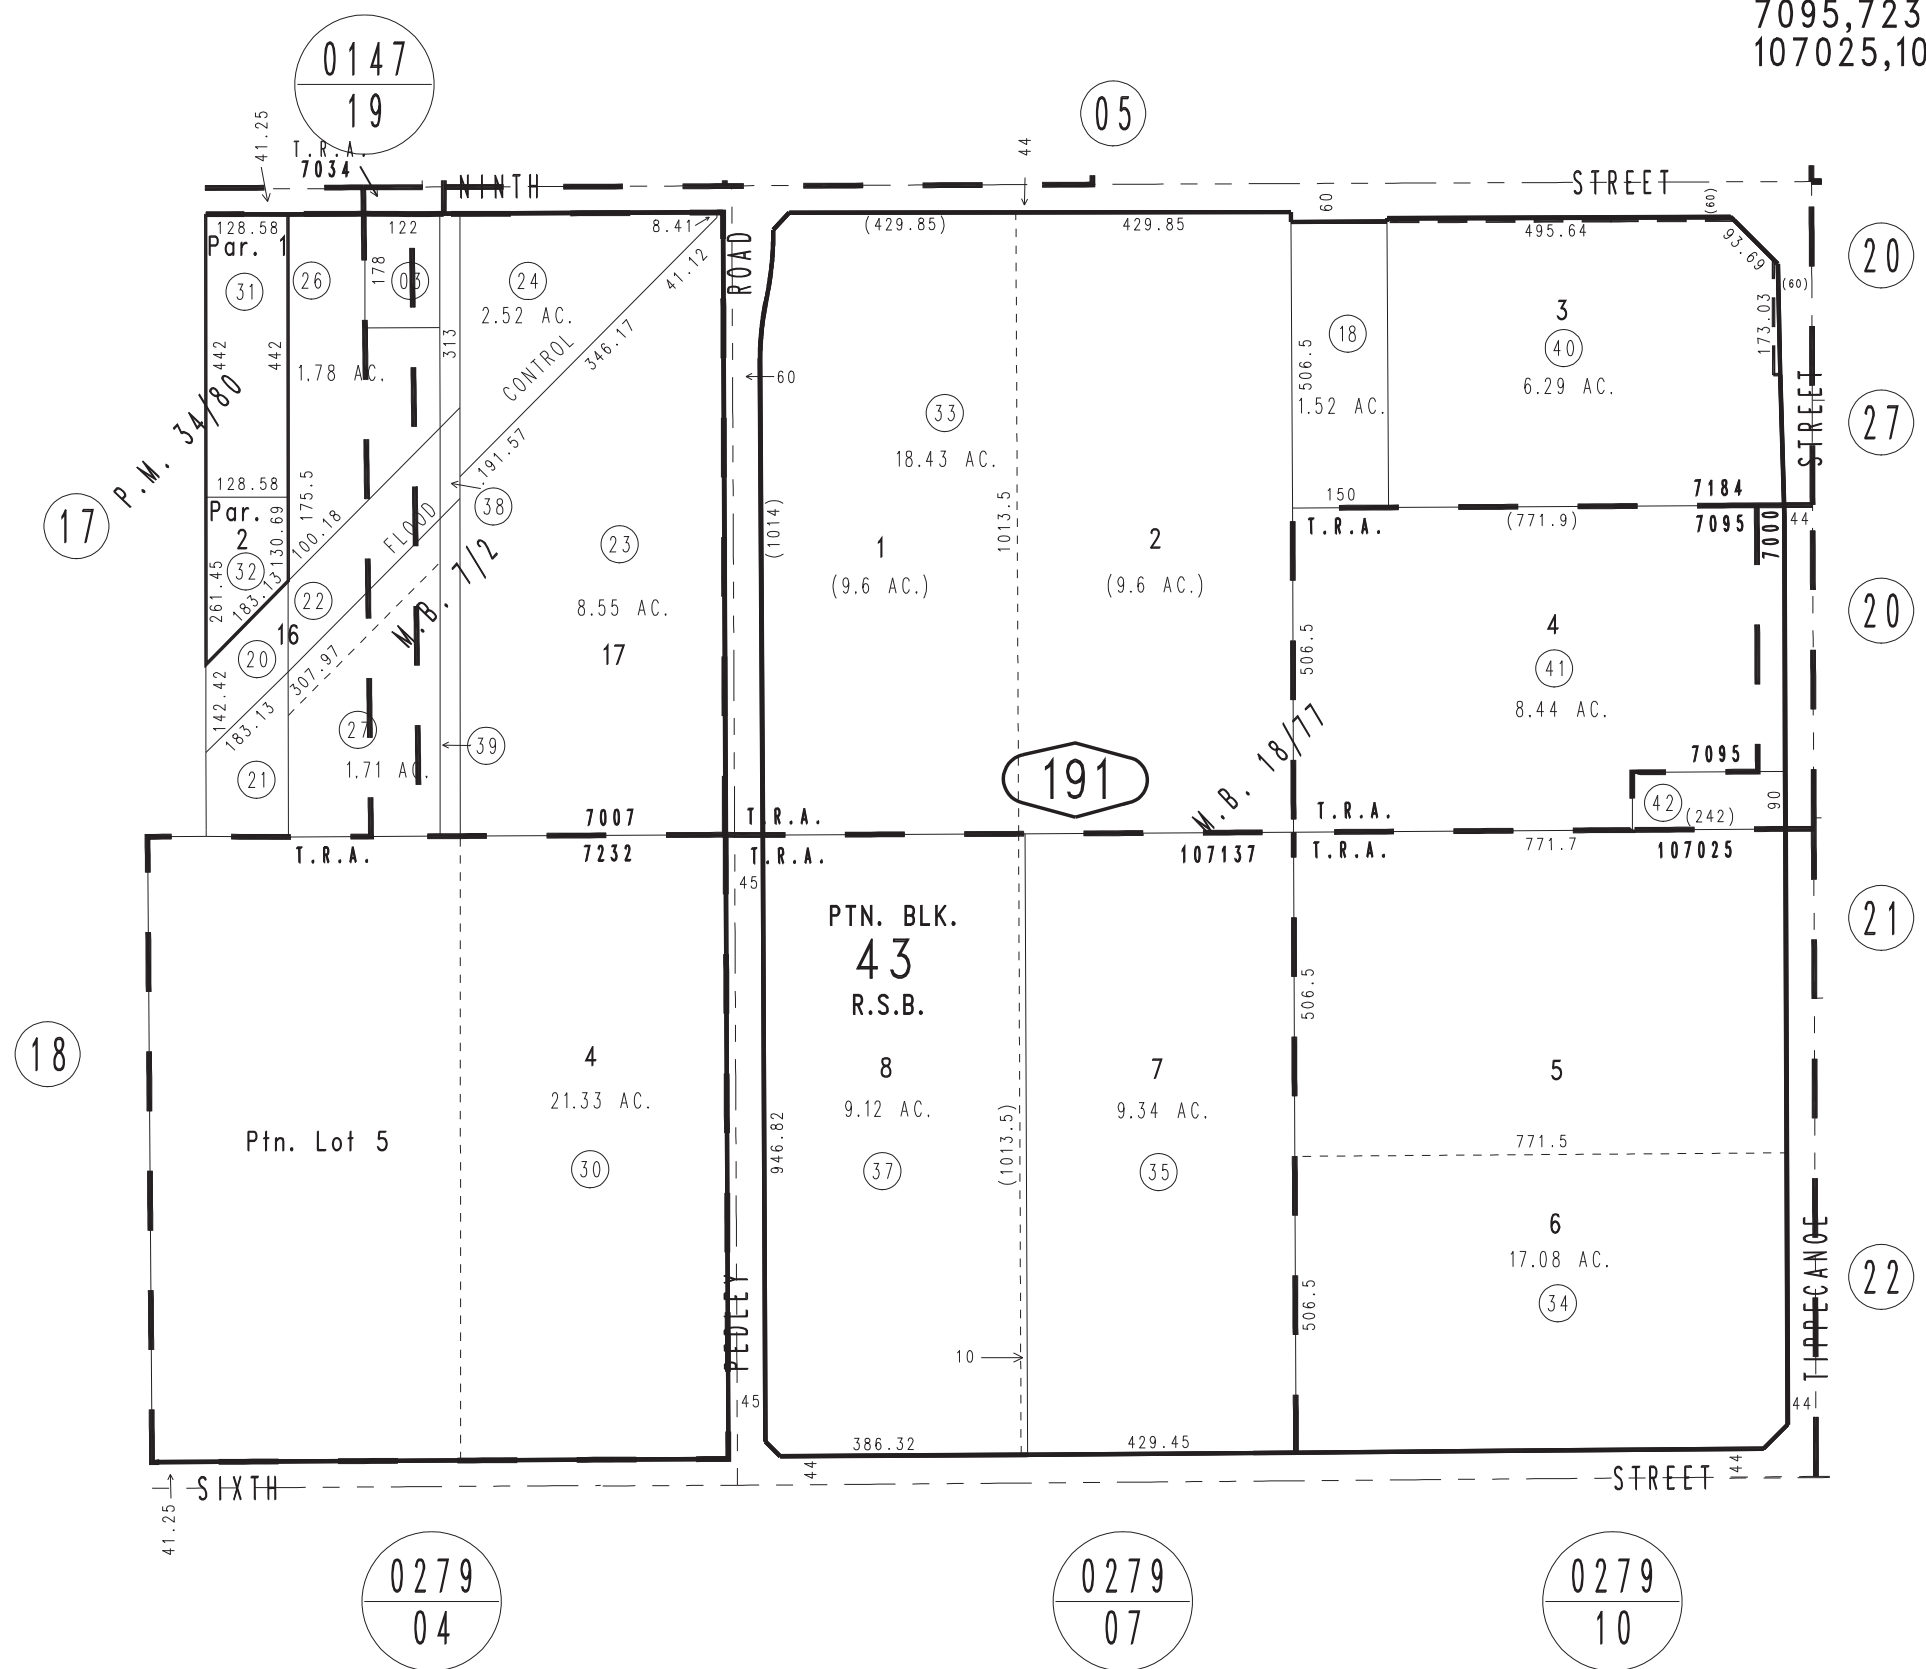 7095,723
107025,10
0147
19
05
41.25
T.R.A.
7034
44
NINTH
STREET
60
(60)
128.58
122
8.41
(429.85)
429.85
495.64
93.69
Par. 1
ROAD
20
31
26
178
03
24
2.52 AC.
41.12
(60)
3
173.03
18
40
313
346.17
CONTROL
442
442
506.5
1.78 AC.
60
6.29 AC.
P.M. 34/80
1.52 AC.
33
STREET
27
18.43 AC.
191.57
128.58
175.5
150
7184
17
Par.
2
38
1013.5
(1014)
T.R.A.
(771.9)
7095
7000
44
130.69
100.18
FLOOD
M.B. 7/2
23
1
2
32
(9.6 AC.)
(9.6 AC.)
261.45
183.13
22
8.55 AC.
20
16
4
20
307.97
17
506.5
41
142.42
183.13
8.44 AC.
27
39
M.B. 18/77
7095
21
1.71 AC.
191
42
90
7007
T.R.A.
T.R.A.
(242)
T.R.A.
7232
T.R.A.
107137
T.R.A.
771.7
107025
45
PTN. BLK.
43
R.S.B.
21
506.5
18
4
8
7
5
21.33 AC.
9.12 AC.
9.34 AC.
Ptn. Lot 5
946.82
(1013.5)
771.5
30
37
35
6
17.08 AC.
22
PEDLEY
TIPPECANOE
506.5
34
10
45
44
386.32
429.45
44
44
SIXTH
STREET
41.25
0279
04
0279
07
0279
10